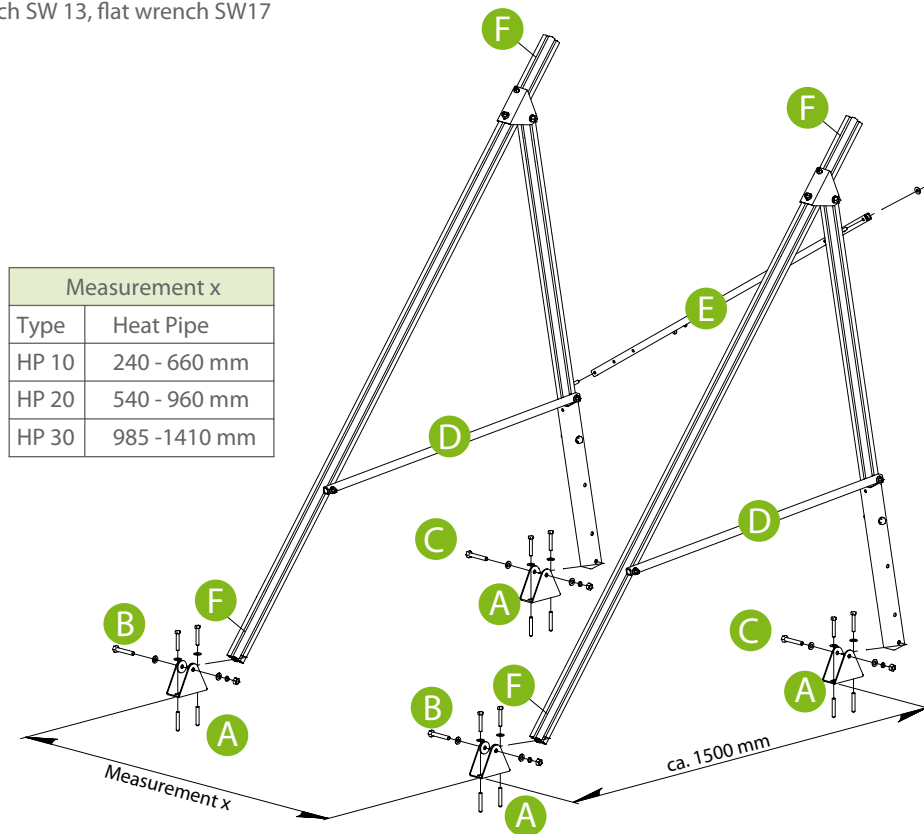 ch SW 13, flat wrench SW17
F
F
E
Measurement x
Type Heat Pipe
HP 10 240 - 660 mm
HP 20 540 - 960 mm
HP 30 985 -1410 mm
D
D
C
A
F
B
C
A
F
B
A
A
ca. 1500 mm
Measurement x